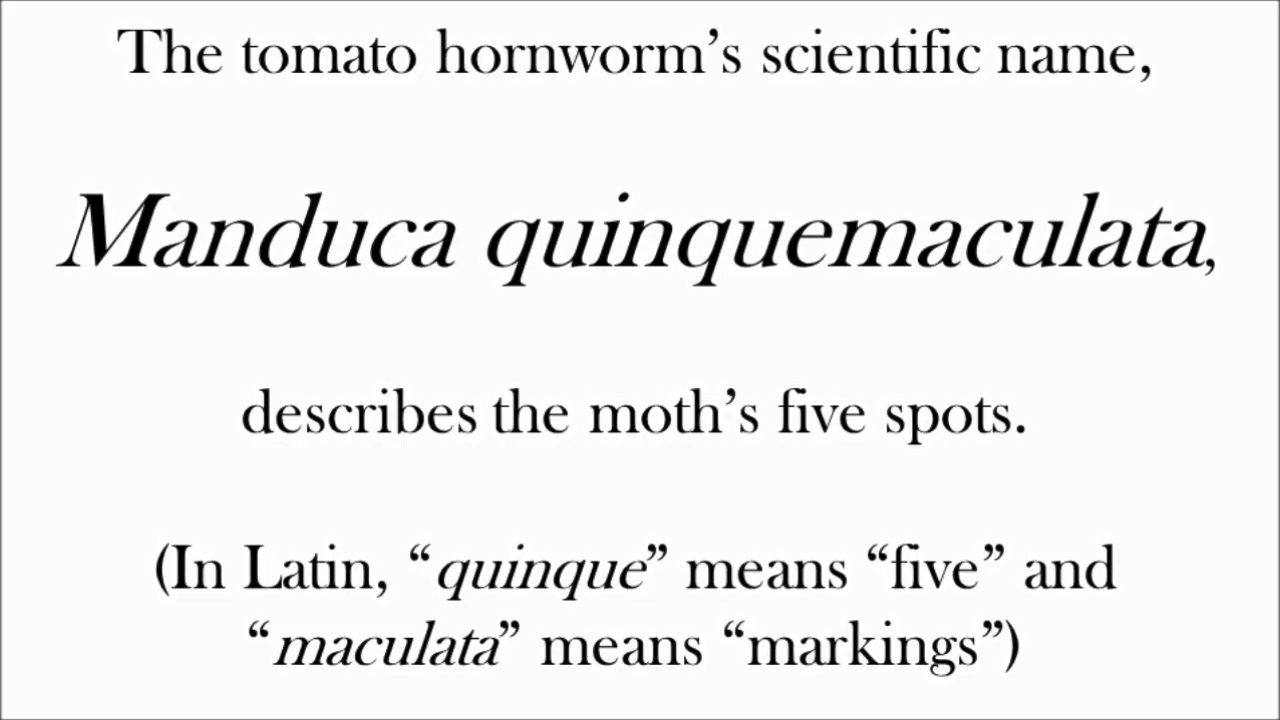 The tomato hornworm’s scientific name,
Manduca quinquemaculata,
describes the moth’s five spots.
(In Latin, “quinque” means “five” and
“maculata” means “markings”)